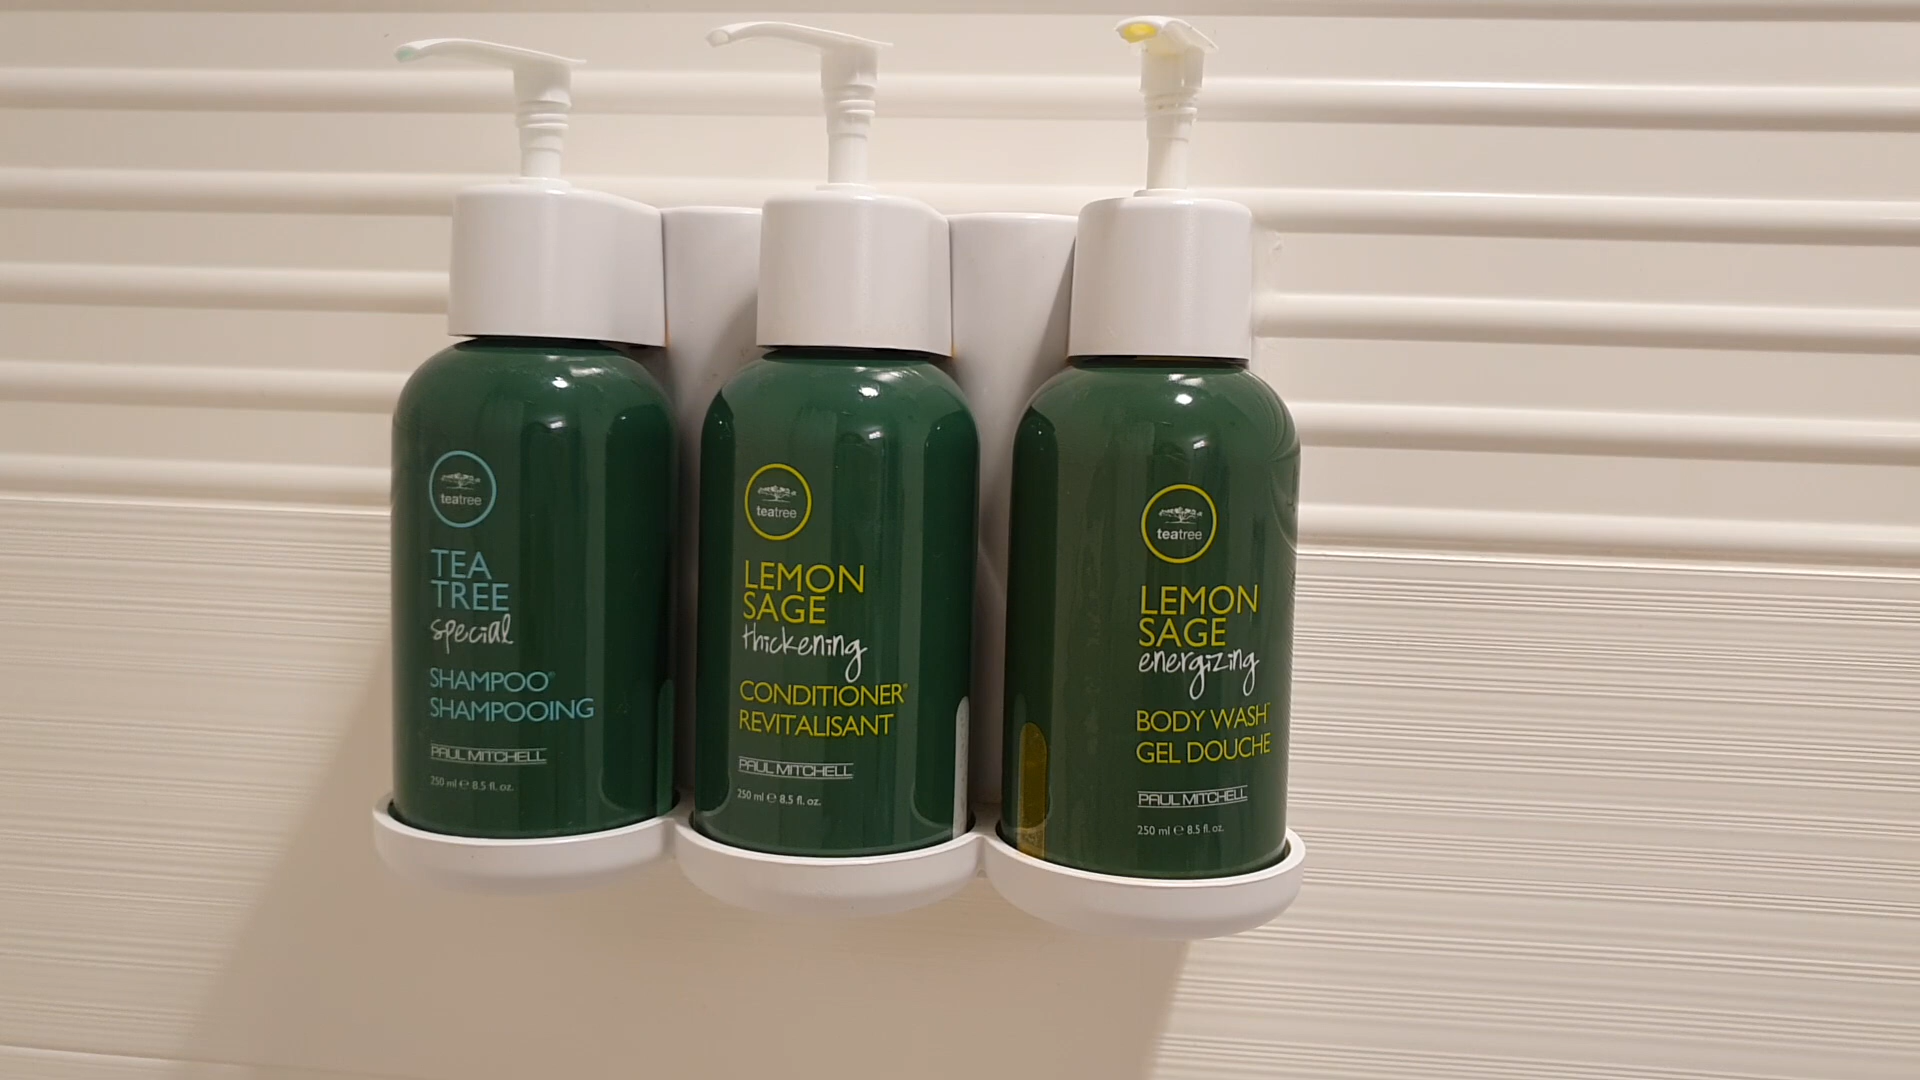 teatree
TEA
TREE
special
SHAMPOO®
SHAMPOOING
PAUL MITCHELL
250 ml ℮ 8.5 fl. oz.
teatree
LEMON
SAGE
thickening
CONDITIONER®
REVITALISANT
PAUL MITCHELL
250 ml ℮ 8.5 fl. oz.
teatree
LEMON
SAGE
energizing
BODY WASH™
GEL DOUCHE
PAUL MITCHELL
250 ml ℮ 8.5 fl. oz.